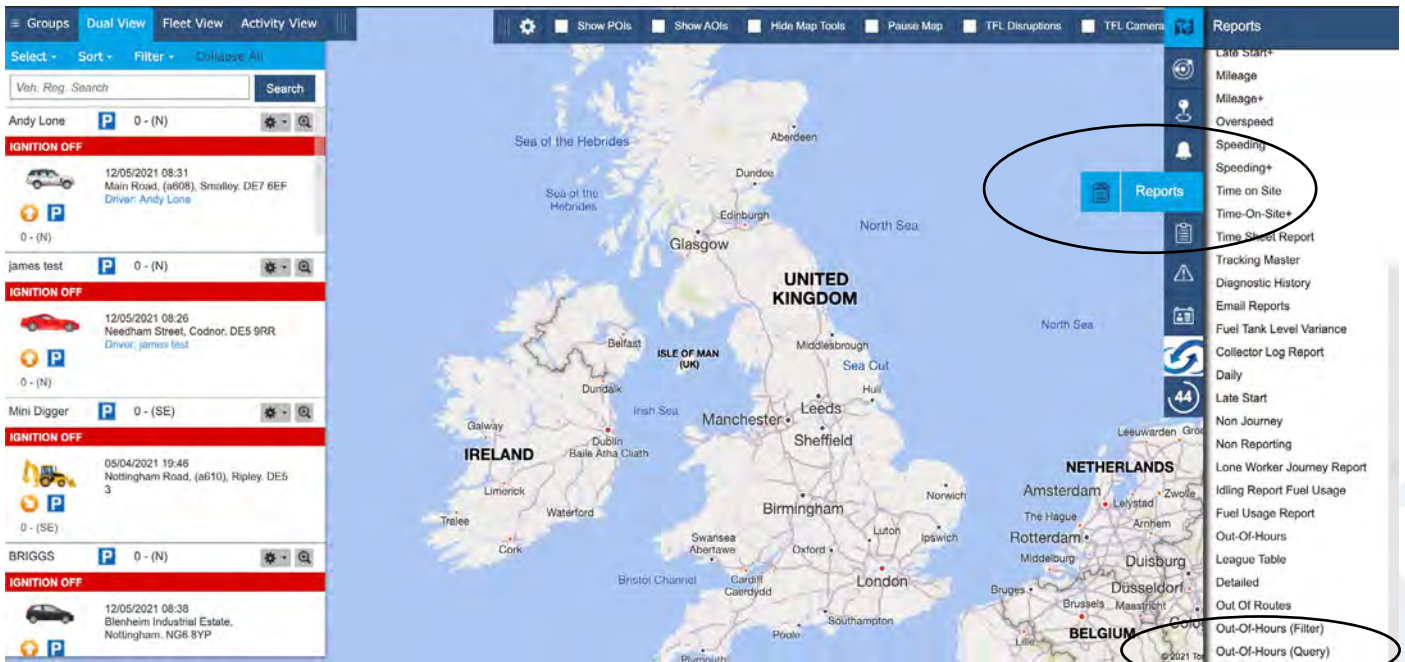 ≡ Groups Dual View Fleet View Activity View
Select Sort Filter Collapse All
Veh. Reg. Search Search
Andy Lone P 0 - (N)
IGNITION OFF
12/05/2021 08:31
Main Road, (a608), Smalley. DE7 6EF
Driver: Andy Lone
P
0 - (N)
james test P 0 - (N)
IGNITION OFF
12/05/2021 08:26
Needham Street, Codnor. DE5 9RR
Driver: james test
P
0 - (N)
Mini Digger P 0 - (SE)
IGNITION OFF
05/04/2021 19:46
Nottingham Road, (a610), Ripley. DE5
3
P
0 - (SE)
BRIGGS P 0 - (N)
IGNITION OFF
12/05/2021 08:38
Blenheim Industrial Estate,
Nottingham. NG6 8YP
P
Show POIs Show AOIs Hide Map Tools Pause Map TFL Disruptions TFL Camera
Sea of the Hebrides
Aberdeen
Dundee
Sea of the
Hebrides
Edinburgh
North Sea
Glasgow
UNITED
KINGDOM
North Sea
Belfast
ISLE OF MAN
(UK)
Middlesbrough
Sea Cut
Dundalk
Hull
Irish Sea
Manchester
Leeds
Galway
Sheffield
Dublin
Baile Átha Cliath
IRELAND
Leeuwarden
NETHERLANDS
Limerick
Amsterdam
Lelystad
Zwolle
Birmingham
Norwich
Waterford
The Hague
Arnhem
Tralee
Luton
Ipswich
Rotterdam
Swansea
Abertawe
Oxford
Cork
Middelburg
Duisburg
Bristol Channel
Cardiff
Caerdydd
London
Bruges
Düsseldorf
Brussels
Maastricht
Southampton
Poole
Lille
BELGIUM
Plymouth
© 2021
Reports
44
Reports
Late Start+
Mileage
Mileage+
Overspeed
Speeding
Speeding+
Time on Site
Time-On-Site+
Time Sheet Report
Tracking Master
Diagnostic History
Email Reports
Fuel Tank Level Variance
Collector Log Report
Daily
Late Start
Non Journey
Non Reporting
Lone Worker Journey Report
Idling Report Fuel Usage
Fuel Usage Report
Out-Of-Hours
League Table
Detailed
Out Of Routes
Out-Of-Hours (Filter)
Out-Of-Hours (Query)